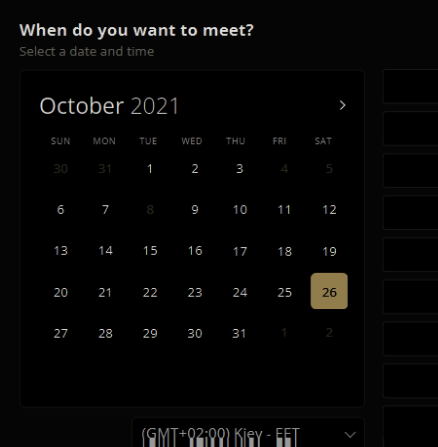 When do you want to meet?
Select a date and time
October 2021
SUN MON TUE WED THU FRI SAT
30 31 1 2 3 4 5
6 7 8 9 10 11 12
13 14 15 16 17 18 19
20 21 22 23 24 25 26
27 28 29 30 31 1 2
(GMT+02:00) Kiev - EET